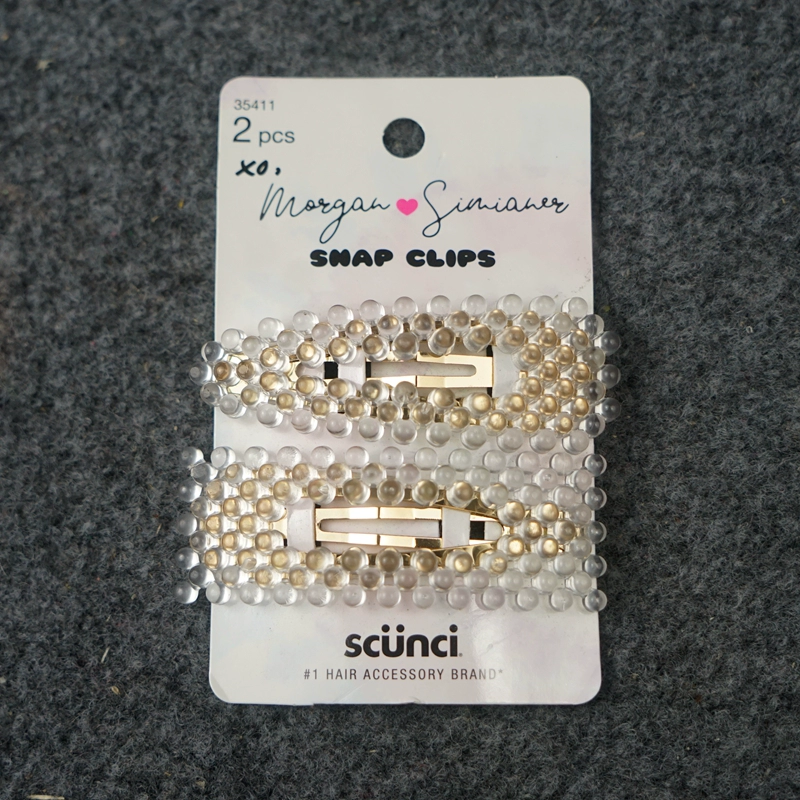 35411
2 pcs
xo,
Morgan Simianer
SNAP CLIPS
scünci®
#1 HAIR ACCESSORY BRAND*